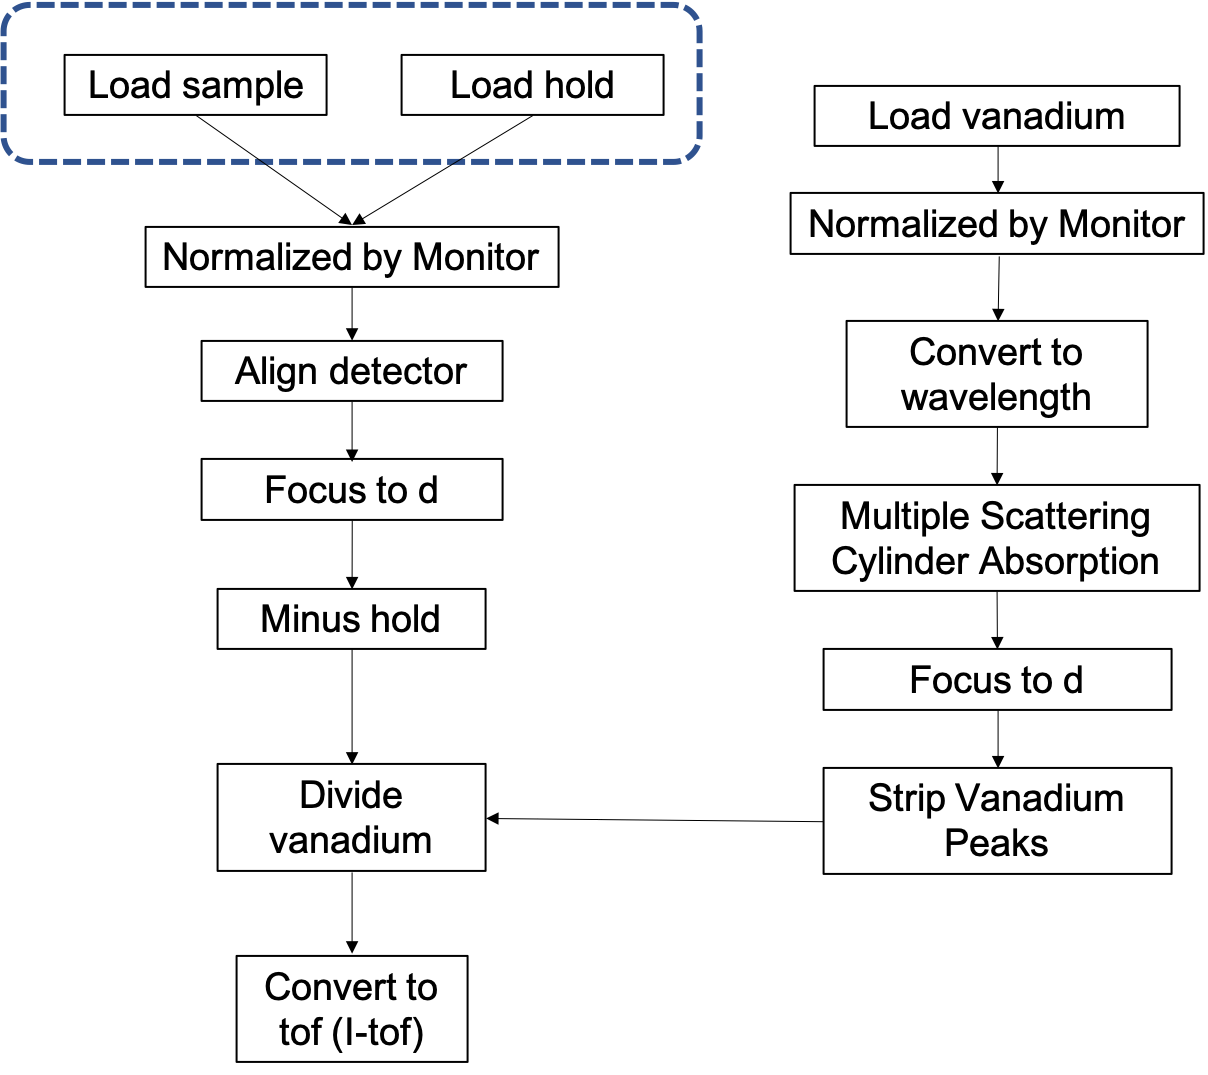 Load sample
Load hold
Normalized by Monitor
Align detector
Focus to d
Minus hold
Divide
vanadium
Convert to
tof (I-tof)
Load vanadium
Normalized by Monitor
Convert to
wavelength
Multiple Scattering
Cylinder Absorption
Focus to d
Strip Vanadium
Peaks